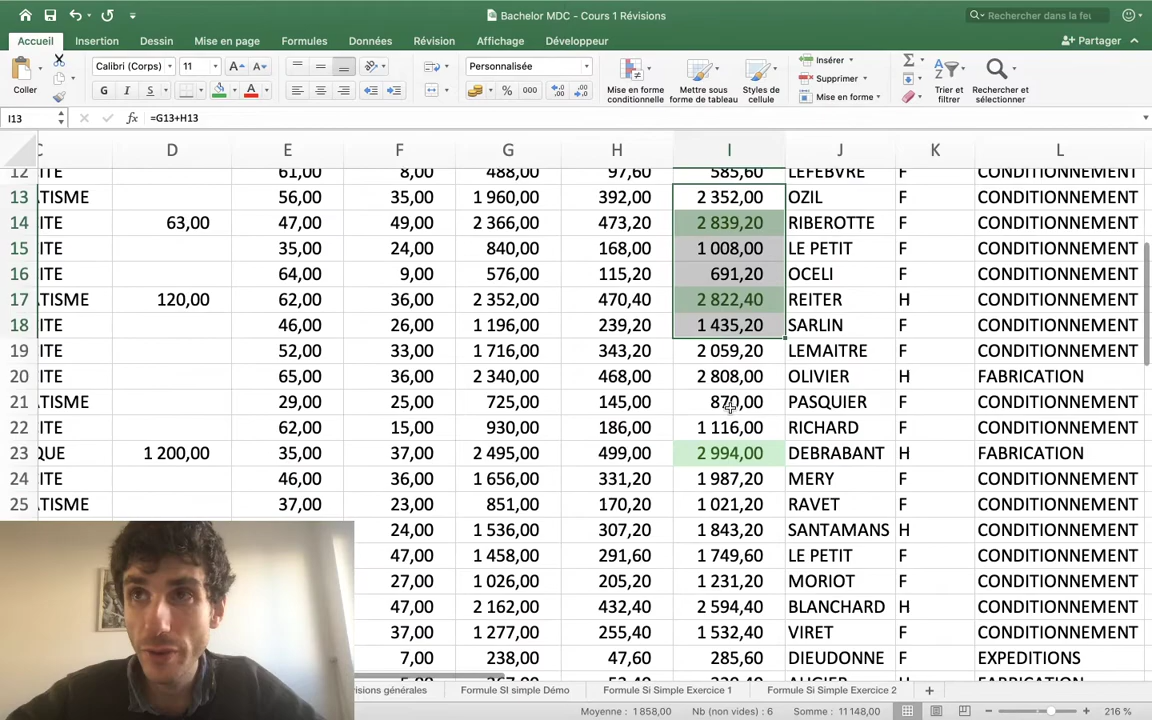 Bachelor MDC - Cours 1 Révisions
Rechercher dans la feu
Accueil Insertion Dessin Mise en page Formules Données Révision Affichage Développeur Partager
Coller
Calibri (Corps) 11
G I S A
Personnalisée
% 000
Mise en forme conditionnelle
Mettre sous forme de tableau
Styles de cellule
Insérer
Supprimer
Mise en forme
Trier et filtrer
Rechercher et sélectionner
I13 fx =G13+H13
C D E F G H I J K L
12 ITE 61,00 8,00 488,00 97,60 585,60 LEFEBVRE F CONDITIONNEMENT
13 TISME 56,00 35,00 1 960,00 392,00 2 352,00 OZIL F CONDITIONNEMENT
14 ITE 63,00 47,00 49,00 2 366,00 473,20 2 839,20 RIBEROTTE F CONDITIONNEMENT
15 ITE 35,00 24,00 840,00 168,00 1 008,00 LE PETIT F CONDITIONNEMENT
16 ITE 64,00 9,00 576,00 115,20 691,20 OCELI F CONDITIONNEMENT
17 TISME 120,00 62,00 36,00 2 352,00 470,40 2 822,40 REITER H CONDITIONNEMENT
18 ITE 46,00 26,00 1 196,00 239,20 1 435,20 SARLIN F CONDITIONNEMENT
19 ITE 52,00 33,00 1 716,00 343,20 2 059,20 LEMAITRE F CONDITIONNEMENT
20 ITE 65,00 36,00 2 340,00 468,00 2 808,00 OLIVIER H FABRICATION
21 TISME 29,00 25,00 725,00 145,00 870,00 PASQUIER F CONDITIONNEMENT
22 ITE 62,00 15,00 930,00 186,00 1 116,00 RICHARD F CONDITIONNEMENT
23 QUE 1 200,00 35,00 37,00 2 495,00 499,00 2 994,00 DEBRABANT H FABRICATION
24 ITE 46,00 36,00 1 656,00 331,20 1 987,20 MERY F CONDITIONNEMENT
25 TISME 37,00 23,00 851,00 170,20 1 021,20 RAVET F CONDITIONNEMENT
24,00 1 536,00 307,20 1 843,20 SANTAMANS H CONDITIONNEMENT
47,00 1 458,00 291,60 1 749,60 LE PETIT F CONDITIONNEMENT
27,00 1 026,00 205,20 1 231,20 MORIOT F CONDITIONNEMENT
47,00 2 162,00 432,40 2 594,40 BLANCHARD H CONDITIONNEMENT
37,00 1 277,00 255,40 1 532,40 VIRET F CONDITIONNEMENT
7,00 238,00 47,60 285,60 DIEUDONNE F EXPEDITIONS
visions générales Formule SI simple Démo Formule Si Simple Exercice 1 Formule Si Simple Exercice 2 +
Moyenne : 1 858,00 Nb (non vides) : 6 Somme : 11 148,00 216 %